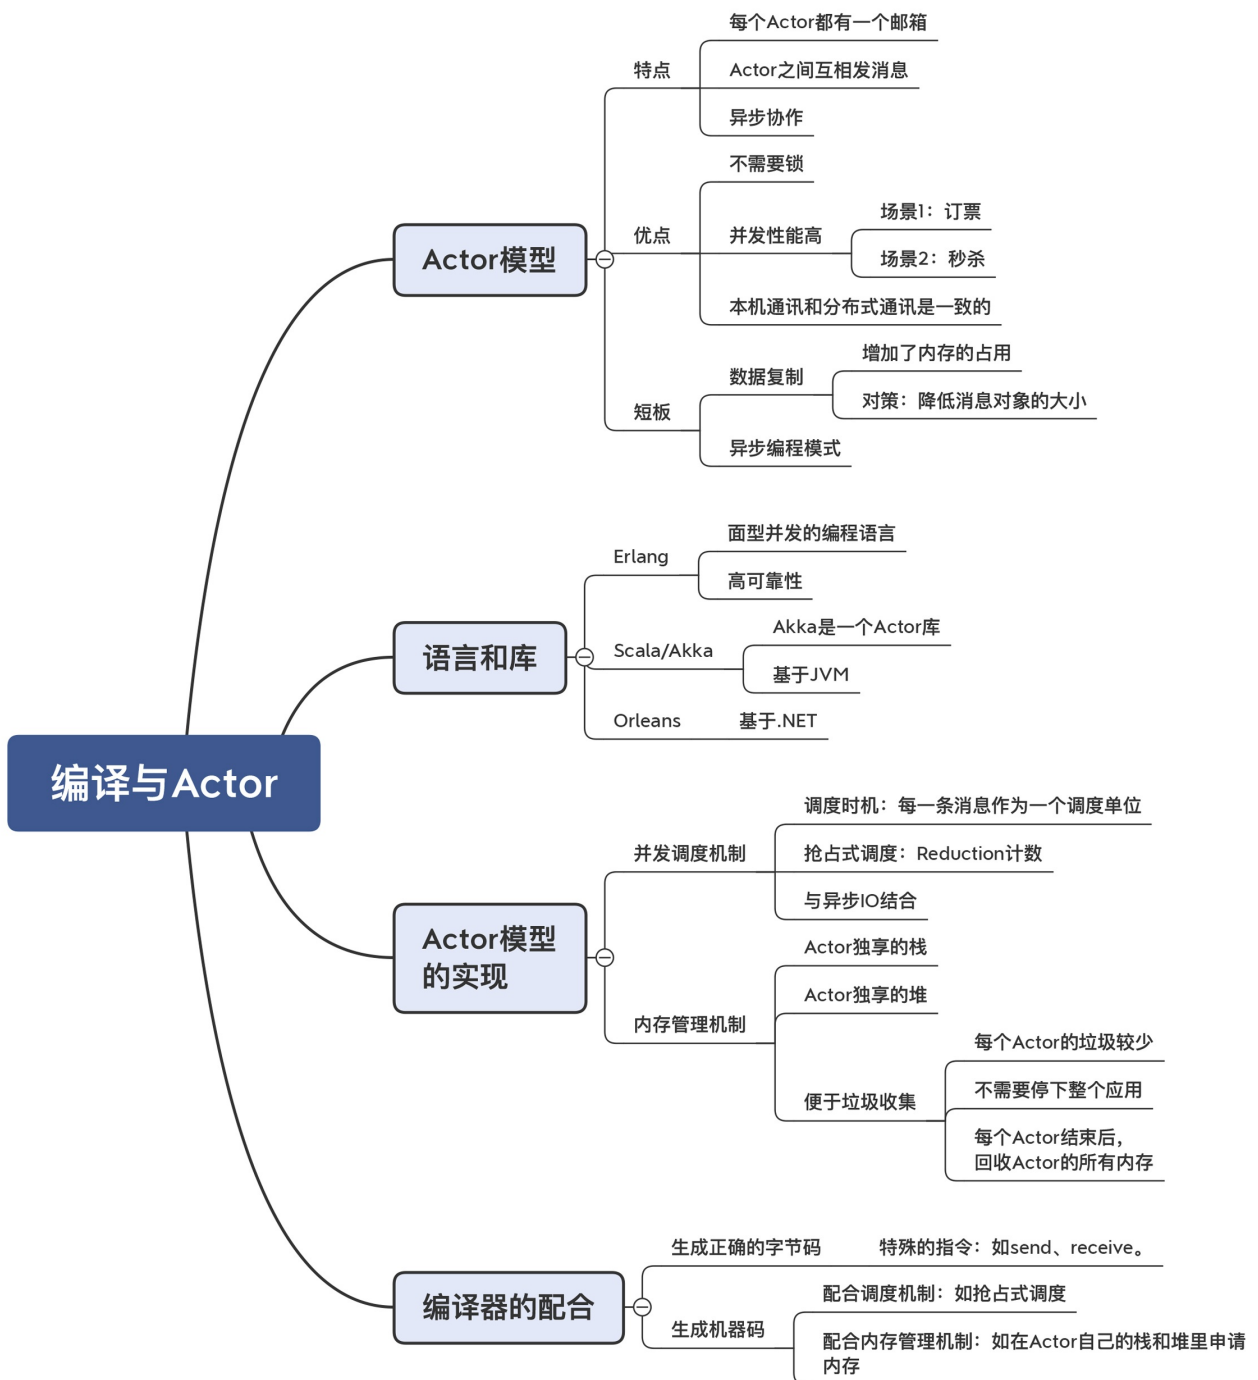 每个Actor都有一个邮箱
特点
Actor之间互相发消息
异步协作
不需要锁
场景1：订票
优点
并发性能高
Actor模型
场景2：秒杀
本机通讯和分布式通讯是一致的
增加了内存的占用
数据复制
对策：降低消息对象的大小
短板
异步编程模式
面型并发的编程语言
Erlang
高可靠性
Akka是一个Actor库
语言和库
Scala/Akka
基于JVM
Orleans
基于.NET
编译与Actor
调度时机：每一条消息作为一个调度单位
并发调度机制
抢占式调度：Reduction计数
与异步IO结合
Actor模型
的实现
Actor独享的栈
Actor独享的堆
内存管理机制
每个Actor的垃圾较少
便于垃圾收集
不需要停下整个应用
每个Actor结束后，
回收Actor的所有内存
生成正确的字节码
特殊的指令：如send、receive。
编译器的配合
配合调度机制：如抢占式调度
生成机器码
配合内存管理机制：如在Actor自己的栈和堆里申请
内存